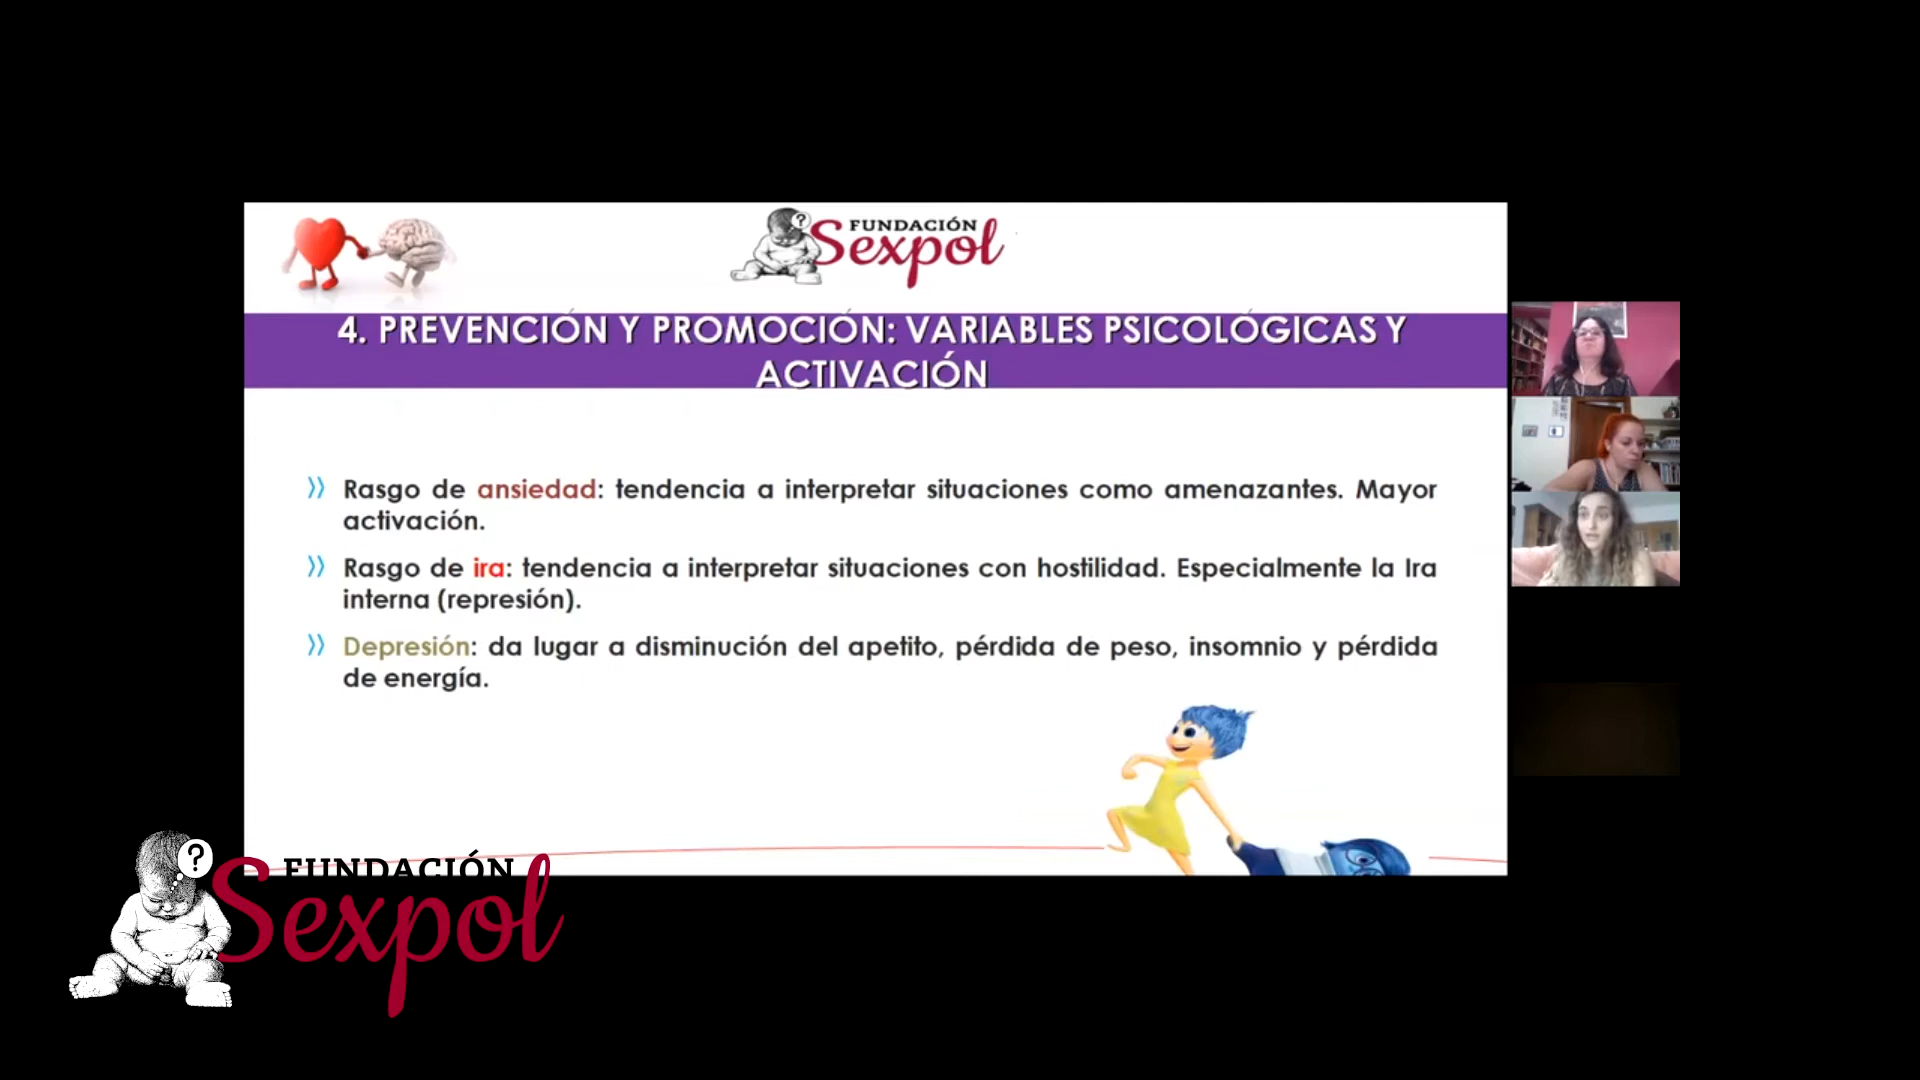 ?
FUNDACIÓN
Sexpol
4. PREVENCIÓN Y PROMOCIÓN: VARIABLES PSICOLÓGICAS Y
ACTIVACIÓN
Rasgo de ansiedad: tendencia a interpretar situaciones como amenazantes. Mayor
activación.
Rasgo de ira: tendencia a interpretar situaciones con hostilidad. Especialmente la Ira
interna (represión).
Depresión: da lugar a disminución del apetito, pérdida de peso, insomnio y pérdida
de energía.
?
FUNDACIÓN
Sexpol